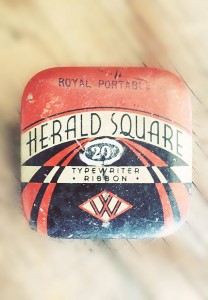 ROYAL PORTABLE
HERALD SQUARE
20¢
TYPEWRITER
• RIBBON •
W